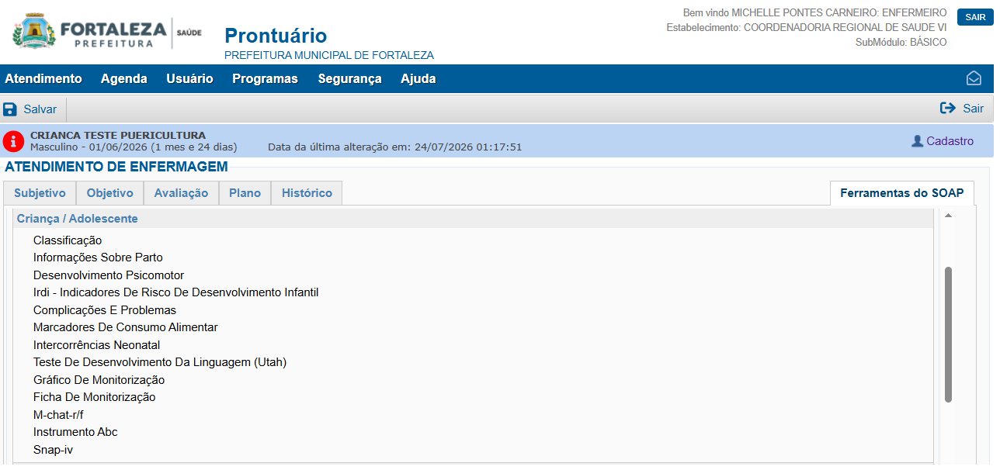 FORTALEZA
PREFEITURA
SAÚDE
Prontuário
PREFEITURA MUNICIPAL DE FORTALEZA
Bem vindo MICHELLE PONTES CARNEIRO: ENFERMEIRO
Estabelecimento: COORDENADORIA REGIONAL DE SAUDE VI
SubMódulo: BÁSICO
SAIR
Atendimento Agenda Usuário Programas Segurança Ajuda
Salvar
Sair
CRIANCA TESTE PUERICULTURA
Masculino - 01/06/2026 (1 mes e 24 dias) Data da última alteração em: 24/07/2026 01:17:51
Cadastro
ATENDIMENTO DE ENFERMAGEM
Subjetivo Objetivo Avaliação Plano Histórico Ferramentas do SOAP
Criança / Adolescente
Classificação
Informações Sobre Parto
Desenvolvimento Psicomotor
Irdi - Indicadores De Risco De Desenvolvimento Infantil
Complicações E Problemas
Marcadores De Consumo Alimentar
Intercorrências Neonatal
Teste De Desenvolvimento Da Linguagem (Utah)
Gráfico De Monitorização
Ficha De Monitorização
M-chat-r/f
Instrumento Abc
Snap-iv